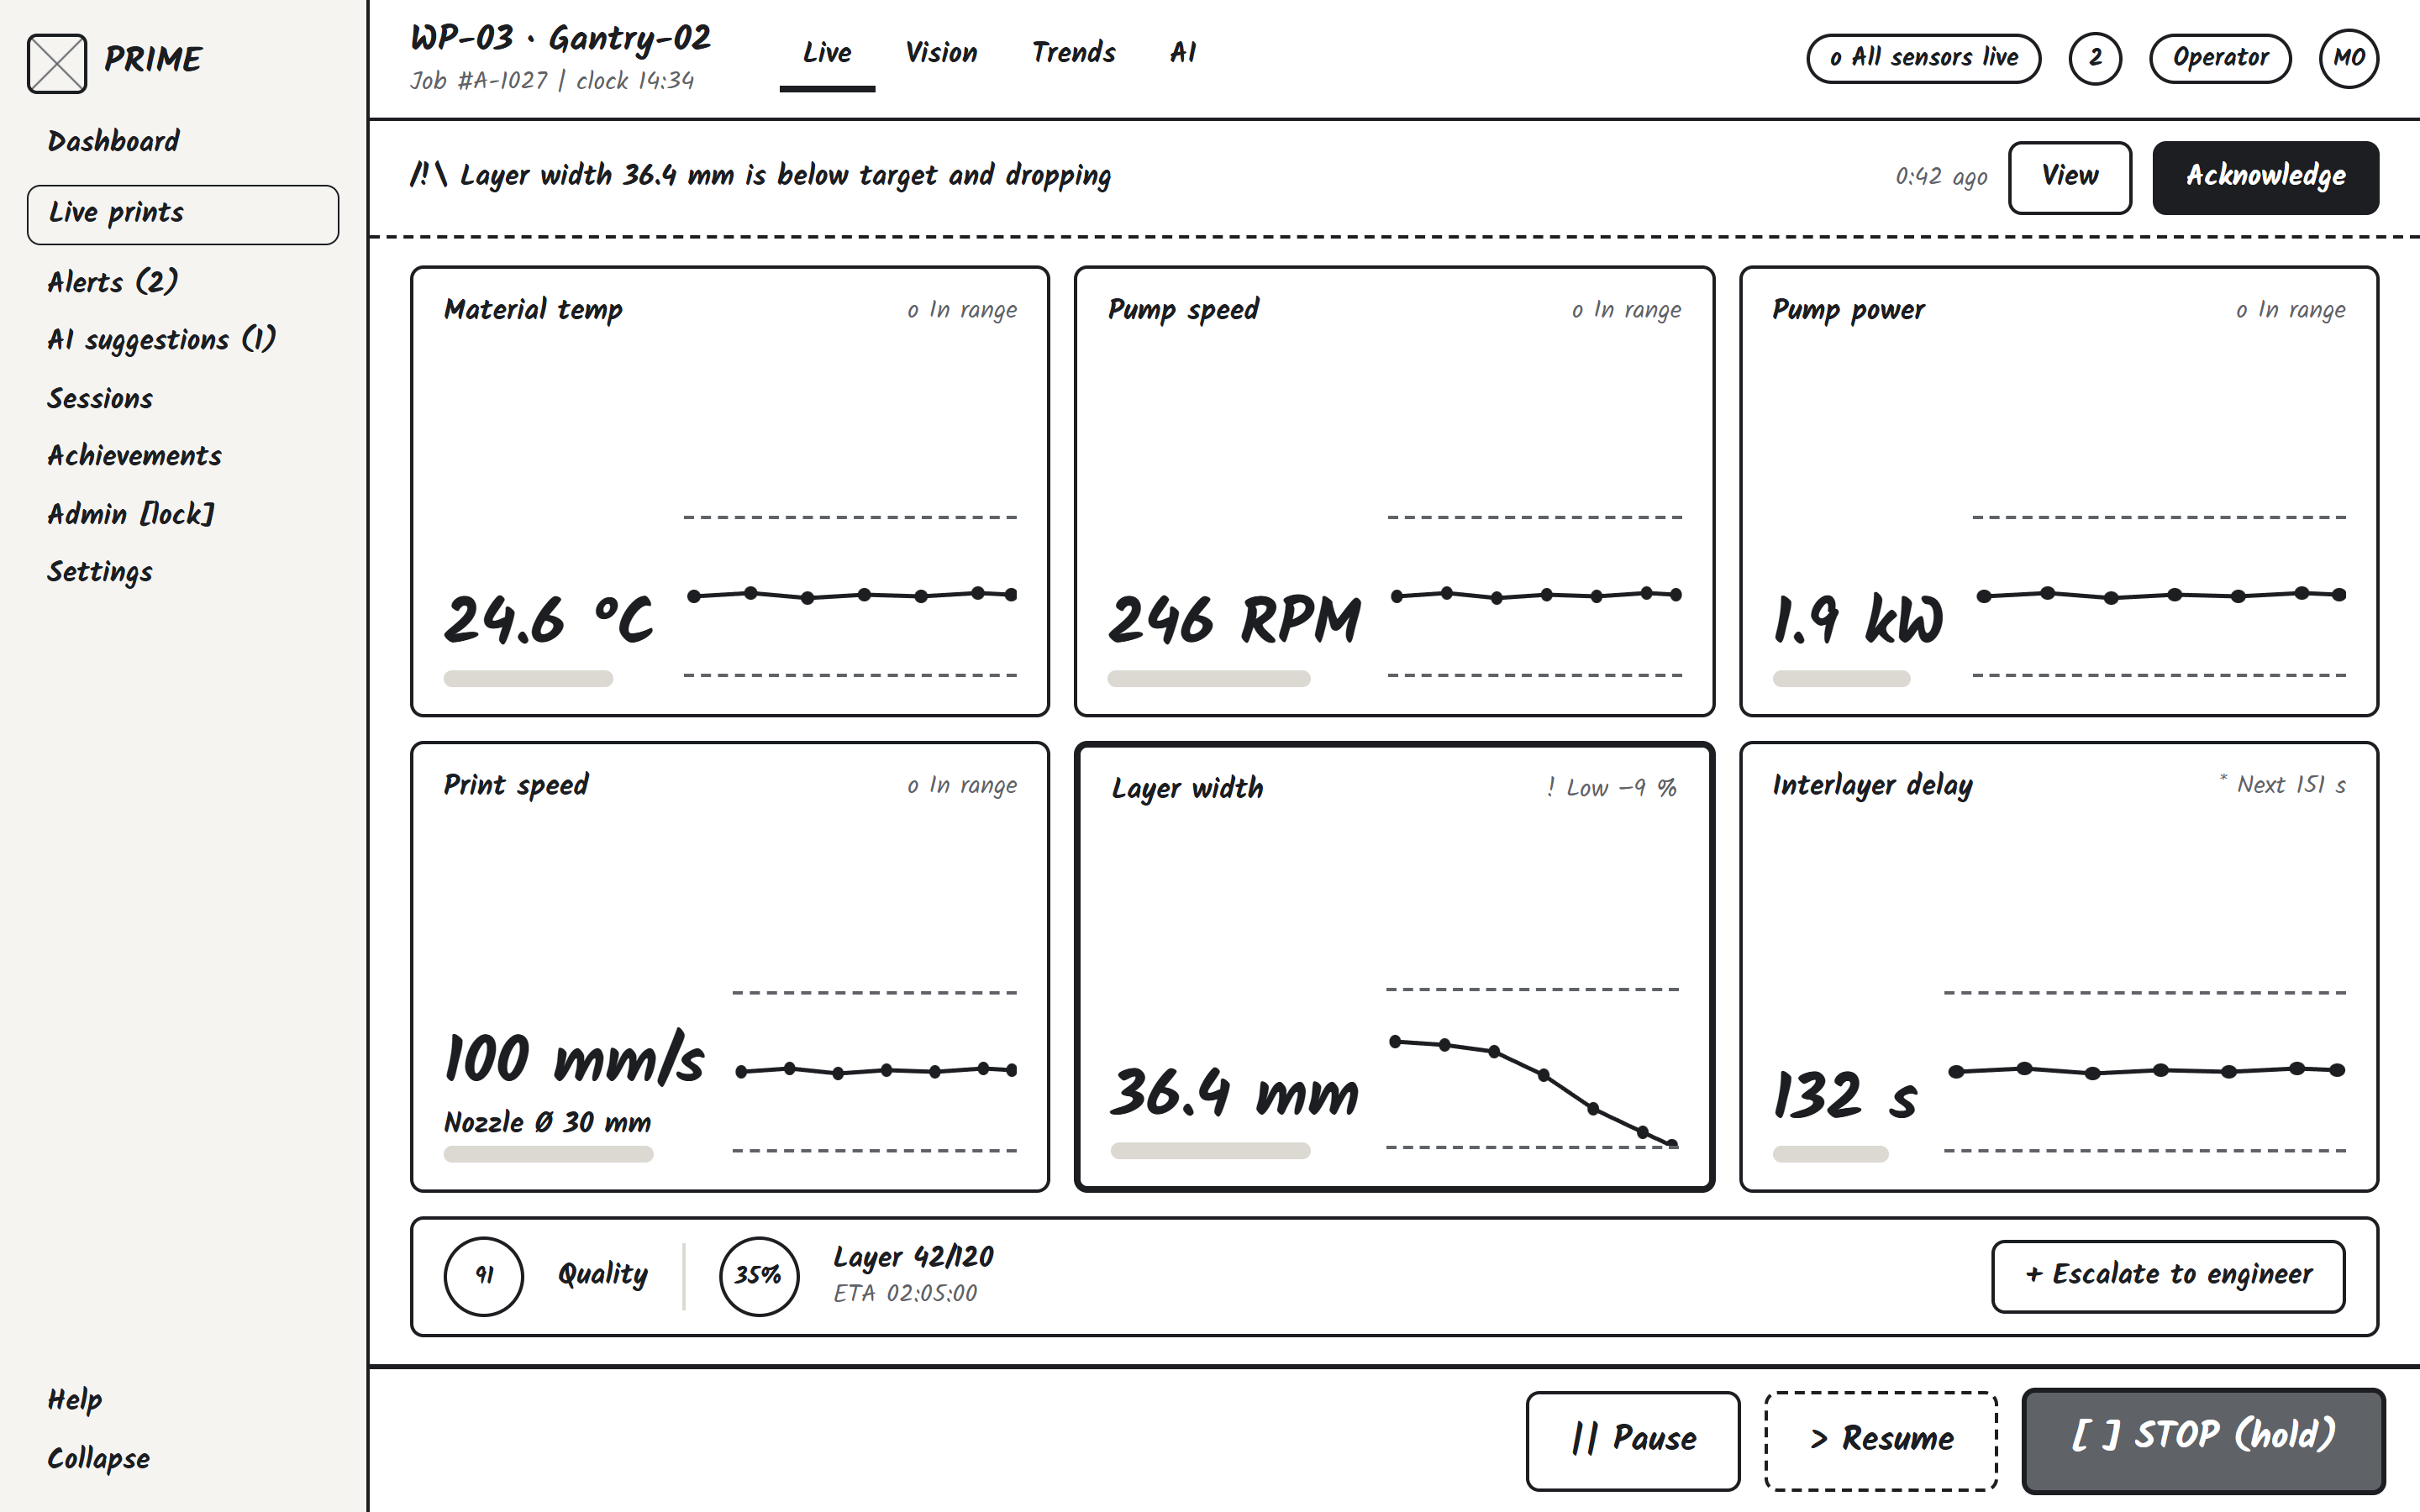 PRIME
Dashboard
Live prints
Alerts (2)
AI suggestions (1)
Sessions
Achievements
Admin [lock]
Settings
Help
Collapse
WP-03 · Gantry-02
Job #A-1027 | clock 14:34
Live
Vision
Trends
AI
o All sensors live
2
Operator
MO
/!\ Layer width 36.4 mm is below target and dropping
0:42 ago
View
Acknowledge
Material temp
o In range
24.6 °C
Pump speed
o In range
246 RPM
Pump power
o In range
1.9 kW
Print speed
o In range
100 mm/s
Nozzle Ø 30 mm
Layer width
! Low −9 %
36.4 mm
Interlayer delay
* Next 151 s
132 s
91
Quality
35%
Layer 42/120
ETA 02:05:00
+ Escalate to engineer
|| Pause
> Resume
[ ] STOP (hold)